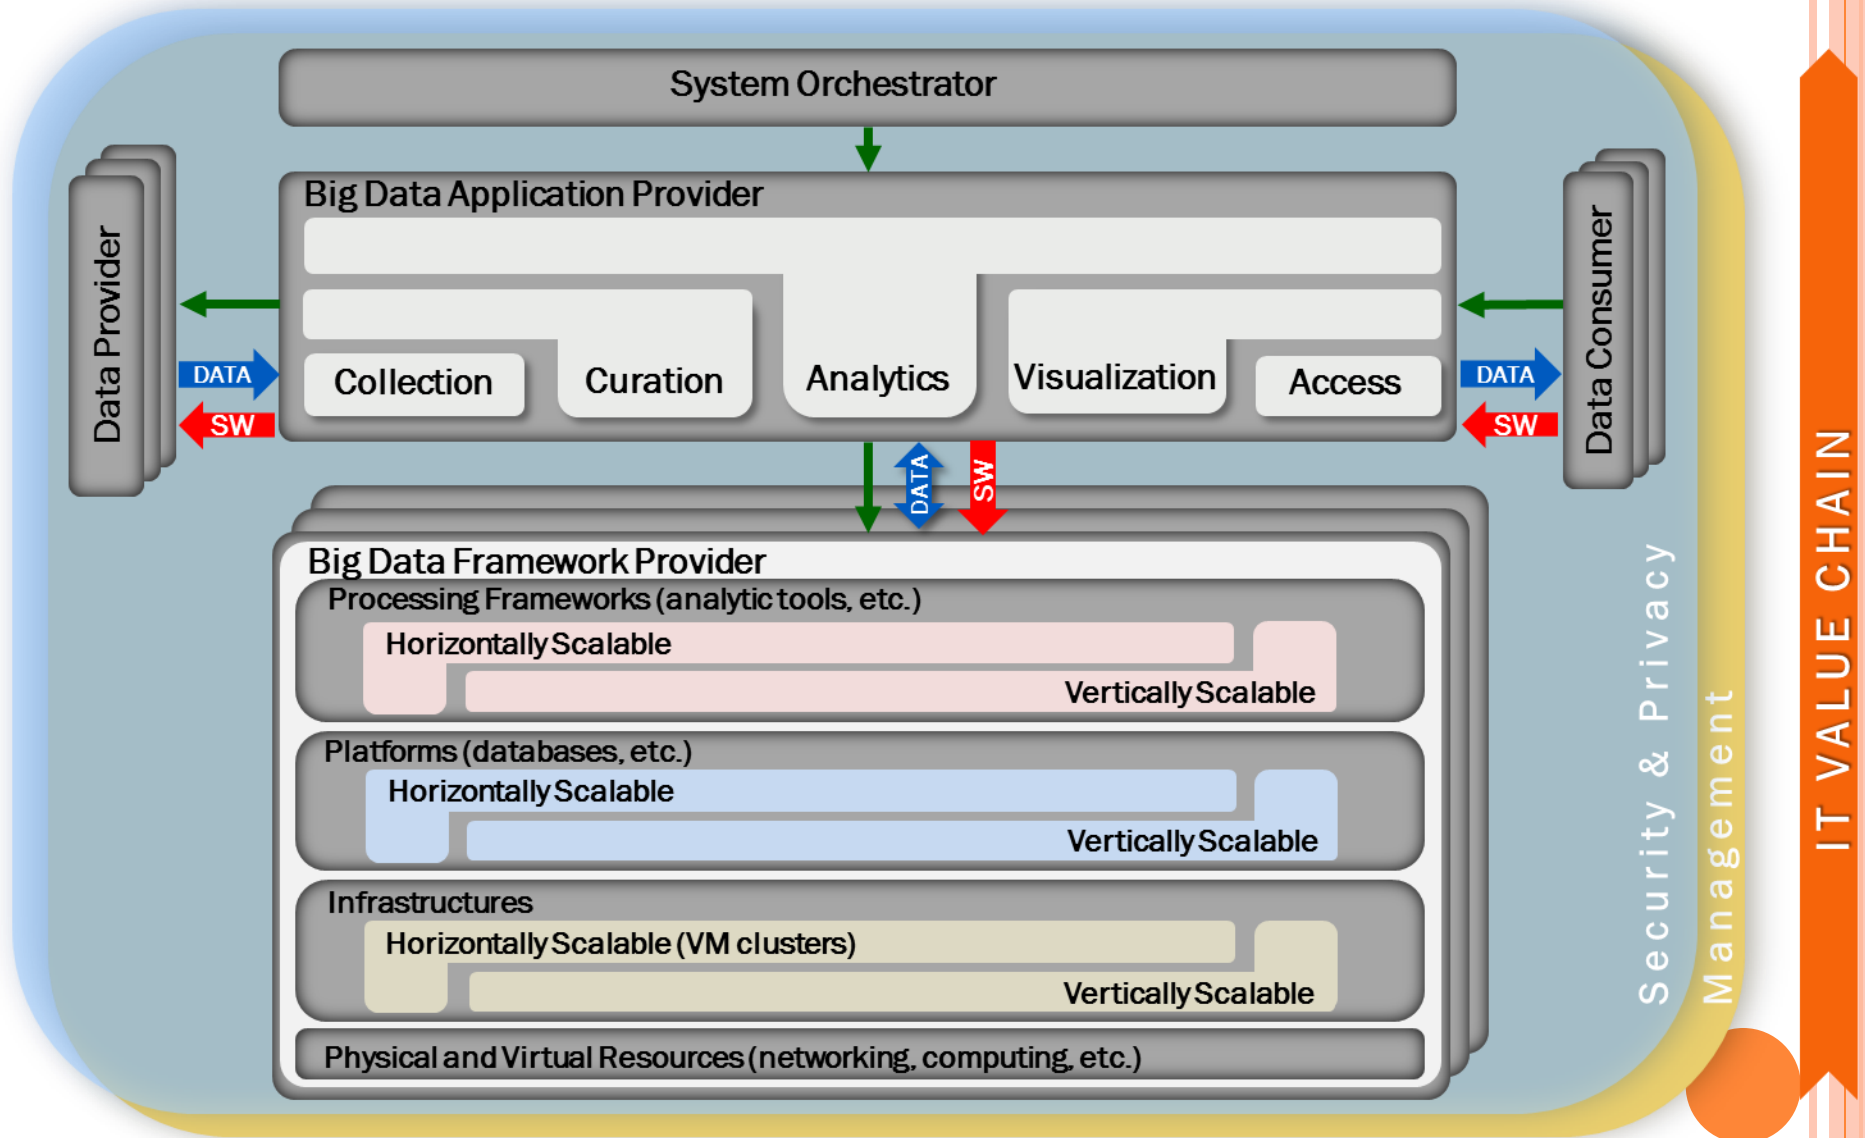 System Orchestrator
Big Data Application Provider
Collection
Curation
Analytics
Visualization
Access
Data Provider
DATA
SW
DATA
SW
Data Consumer
DATA
SW
Big Data Framework Provider
Processing Frameworks (analytic tools, etc.)
Horizontally Scalable
Vertically Scalable
Platforms (databases, etc.)
Horizontally Scalable
Vertically Scalable
Infrastructures
Horizontally Scalable (VM clusters)
Vertically Scalable
Physical and Virtual Resources (networking, computing, etc.)
Security & Privacy
Management
IT VALUE CHAIN